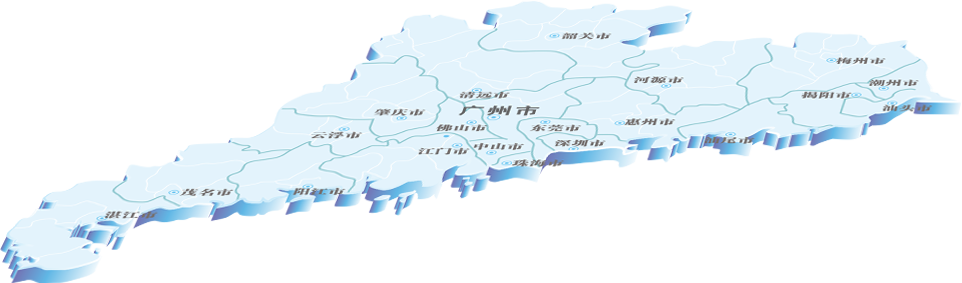 韶关市
梅州市
河源市
潮州市
清远市
揭阳市
汕头市
广州市
肇庆市
惠州市
佛山市
东莞市
云浮市
汕尾市
深圳市
中山市
江门市
珠海市
茂名市
阳江市
湛江市